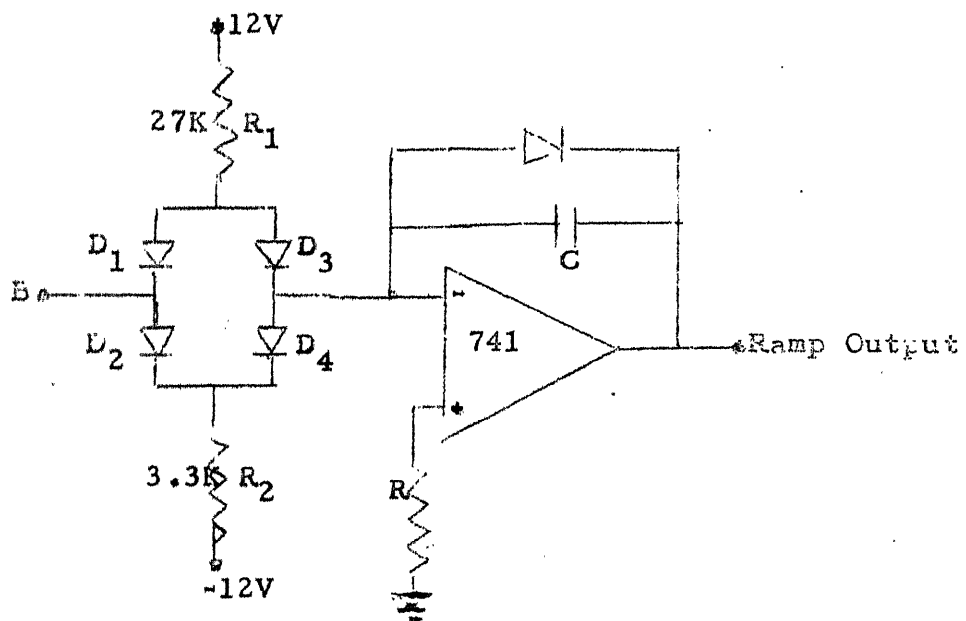 12V
27K R1
D1 D3
B
D2 D4
3.3K R2
-12V
C
-
741
+
Ramp Output
R